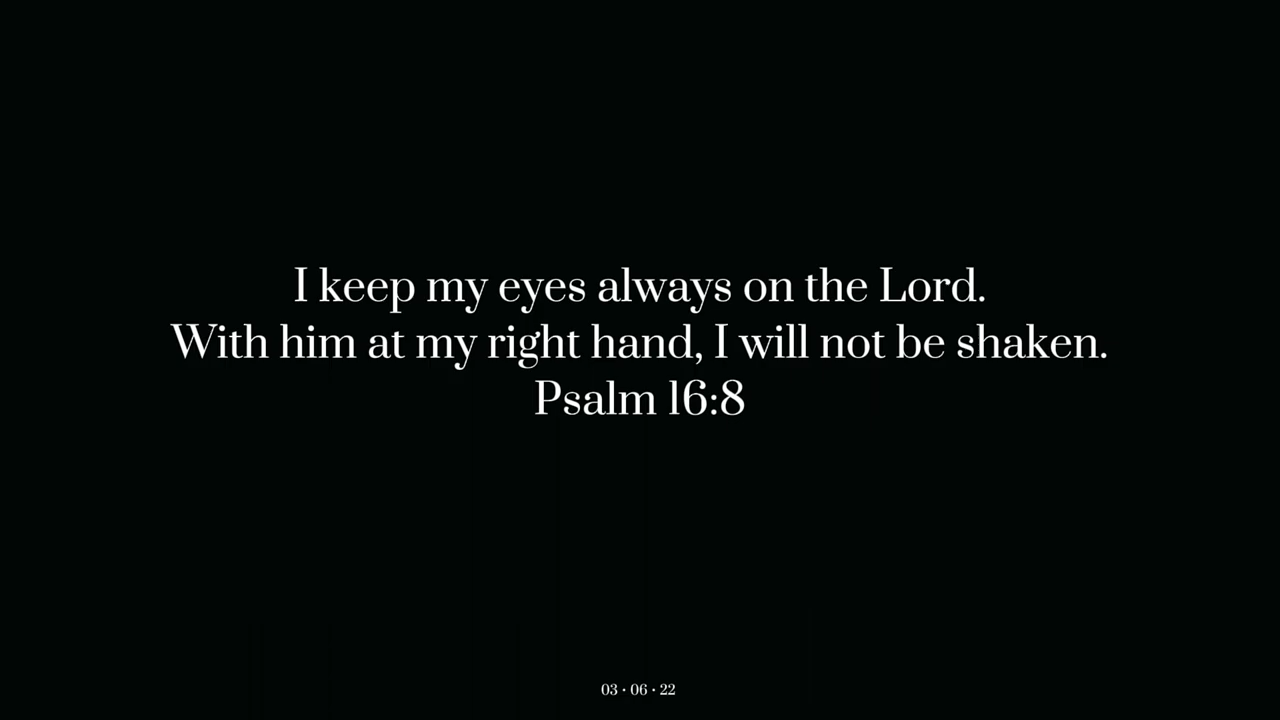 I keep my eyes always on the Lord.
With him at my right hand, I will not be shaken.
Psalm 16:8
03 • 06 • 22